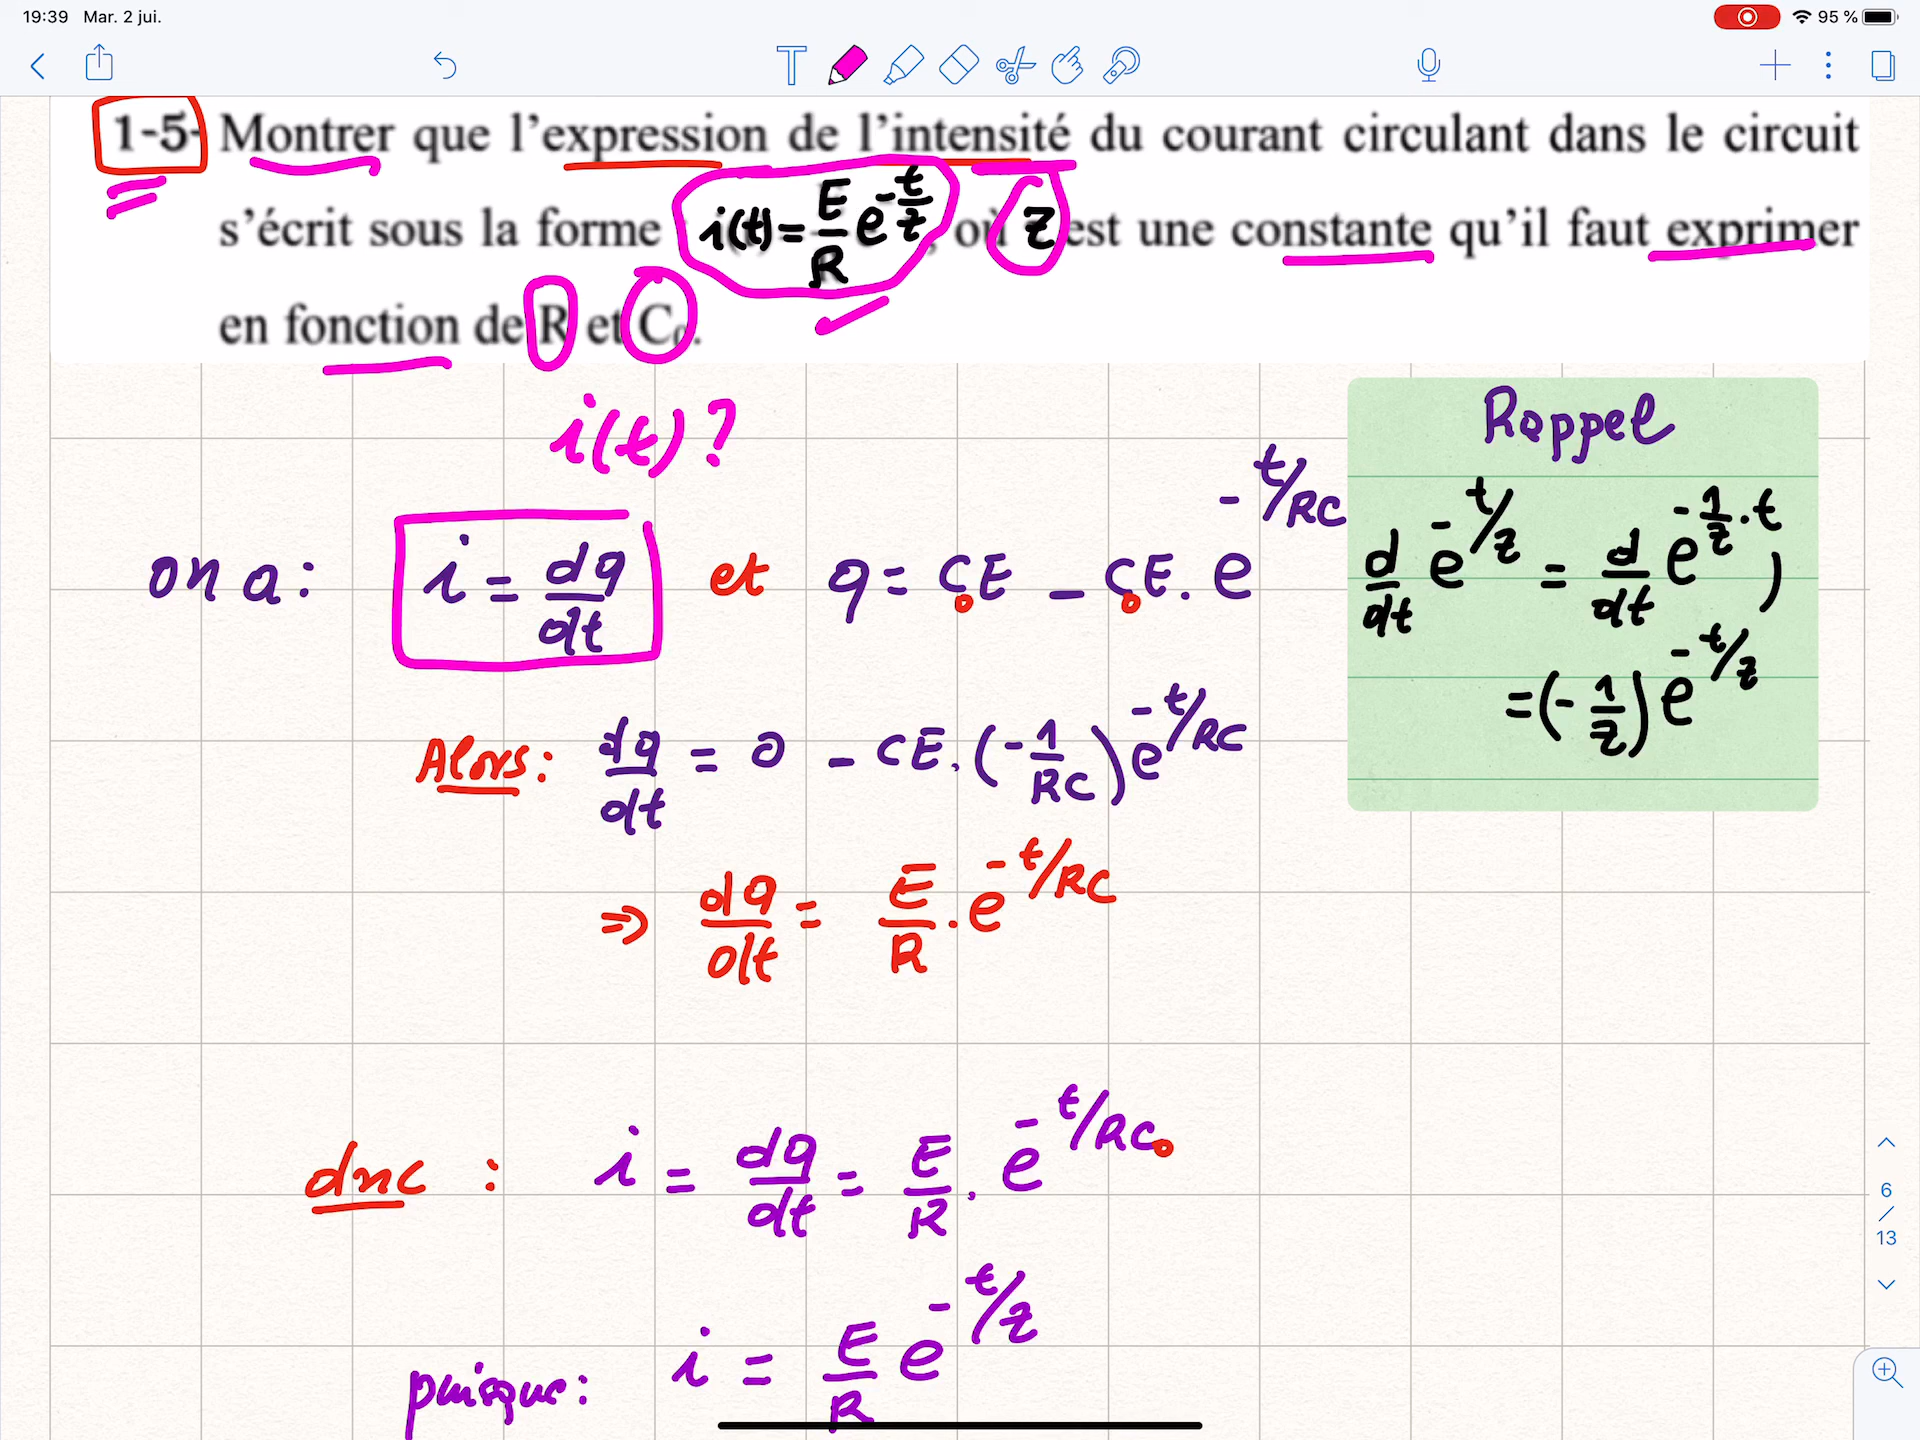 19:39 Mar. 2 jui. 95 %
1-5- Montrer que l'expression de l'intensité du courant circulant dans le circuit
s'écrit sous la forme i(t) = E/R e^(-t/z), où z est une constante qu'il faut exprimer
en fonction de R et C₀.
i(t)?
on a: i = dq/dt et q = C₀E - C₀E. e^(-t/RC)
Alors: dq/dt = 0 - CE. (-1/RC) e^(-t/RC)
⇒ dq/dt = E/R . e^(-t/RC)
dnc : i = dq/dt = E/R . e^(-t/RC₀)
puisque: i = E/R e^(-t/z)
Rappel
d/dt e^(-t/z) = d/dt e^(-1/z . t)
= (-1/z) e^(-t/z)
6
/
13